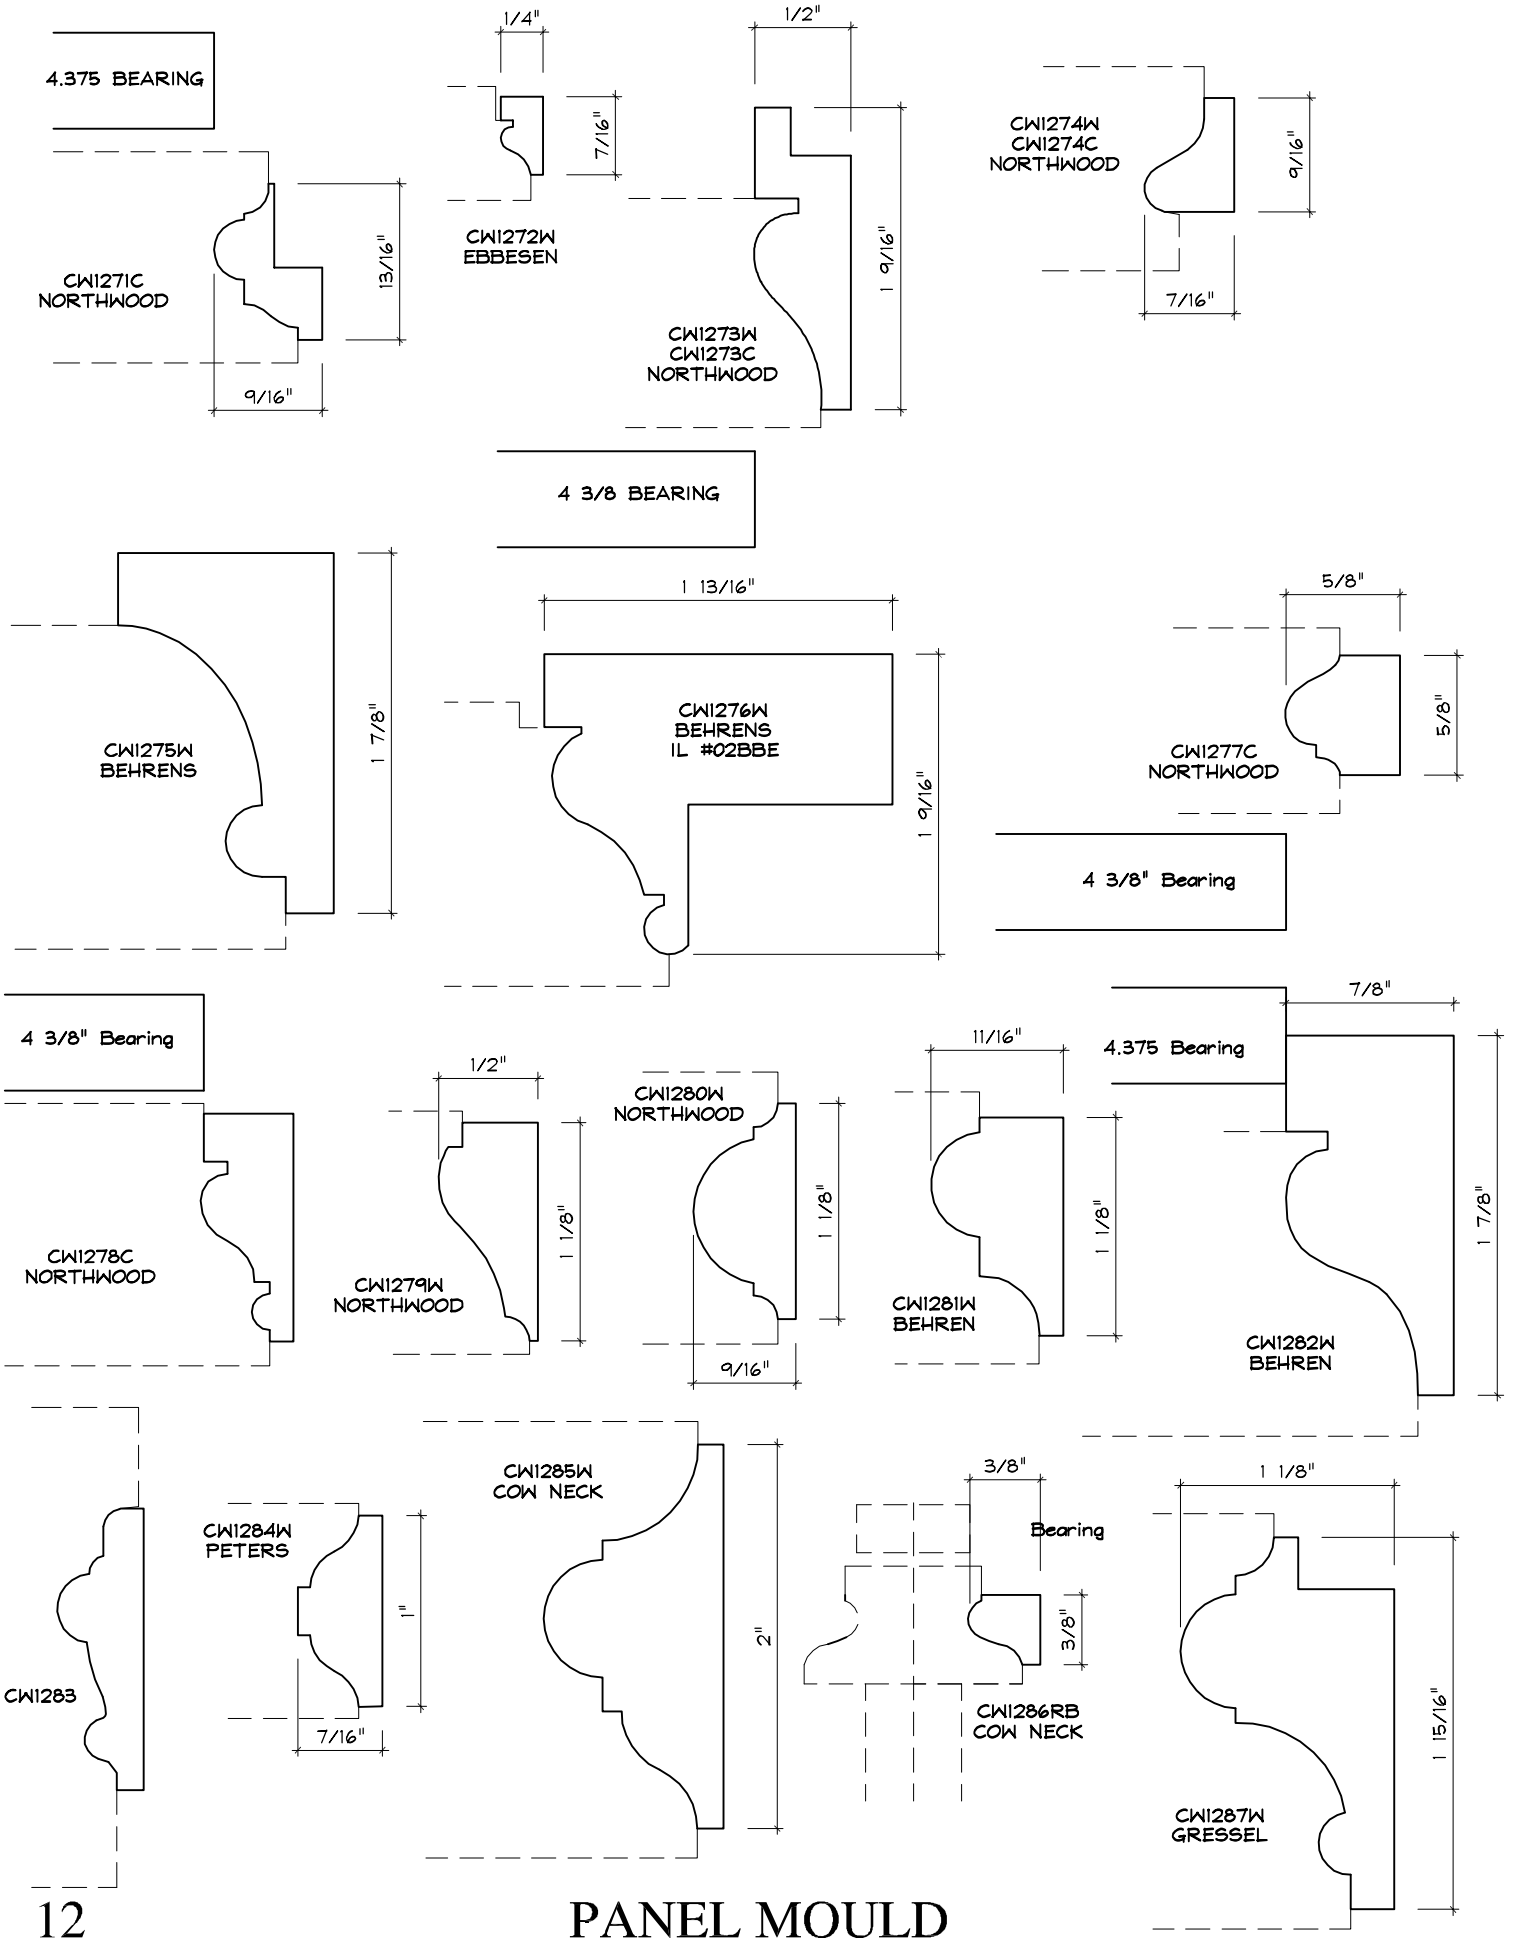 1/4"
1/2"
4.375 BEARING
7/16"
CW1274W
CW1274C
NORTHWOOD
9/16"
CW1272W
EBBESEN
13/16"
1 9/16"
CW1271C
NORTHWOOD
7/16"
CW1273W
CW1273C
NORTHWOOD
9/16"
4 3/8 BEARING
1 13/16"
5/8"
1 7/8"
CW1275W
BEHRENS
CW1276W
BEHRENS
IL #02BBE
1 9/16"
5/8"
CW1277C
NORTHWOOD
4 3/8" Bearing
4 3/8" Bearing
7/8"
4.375 Bearing
1/2"
CW1280W
NORTHWOOD
11/16"
1 7/8"
CW1278C
NORTHWOOD
CW1279W
NORTHWOOD
1 1/8"
1 1/8"
CW1281W
BEHREN
1 1/8"
CW1282W
BEHREN
9/16"
CW1285W
COW NECK
3/8"
1 1/8"
CW1284W
PETERS
Bearing
1"
2"
3/8"
CW1283
7/16"
CW1286RB
COW NECK
1 15/16"
CW1287W
GRESSEL
12
PANEL MOULD